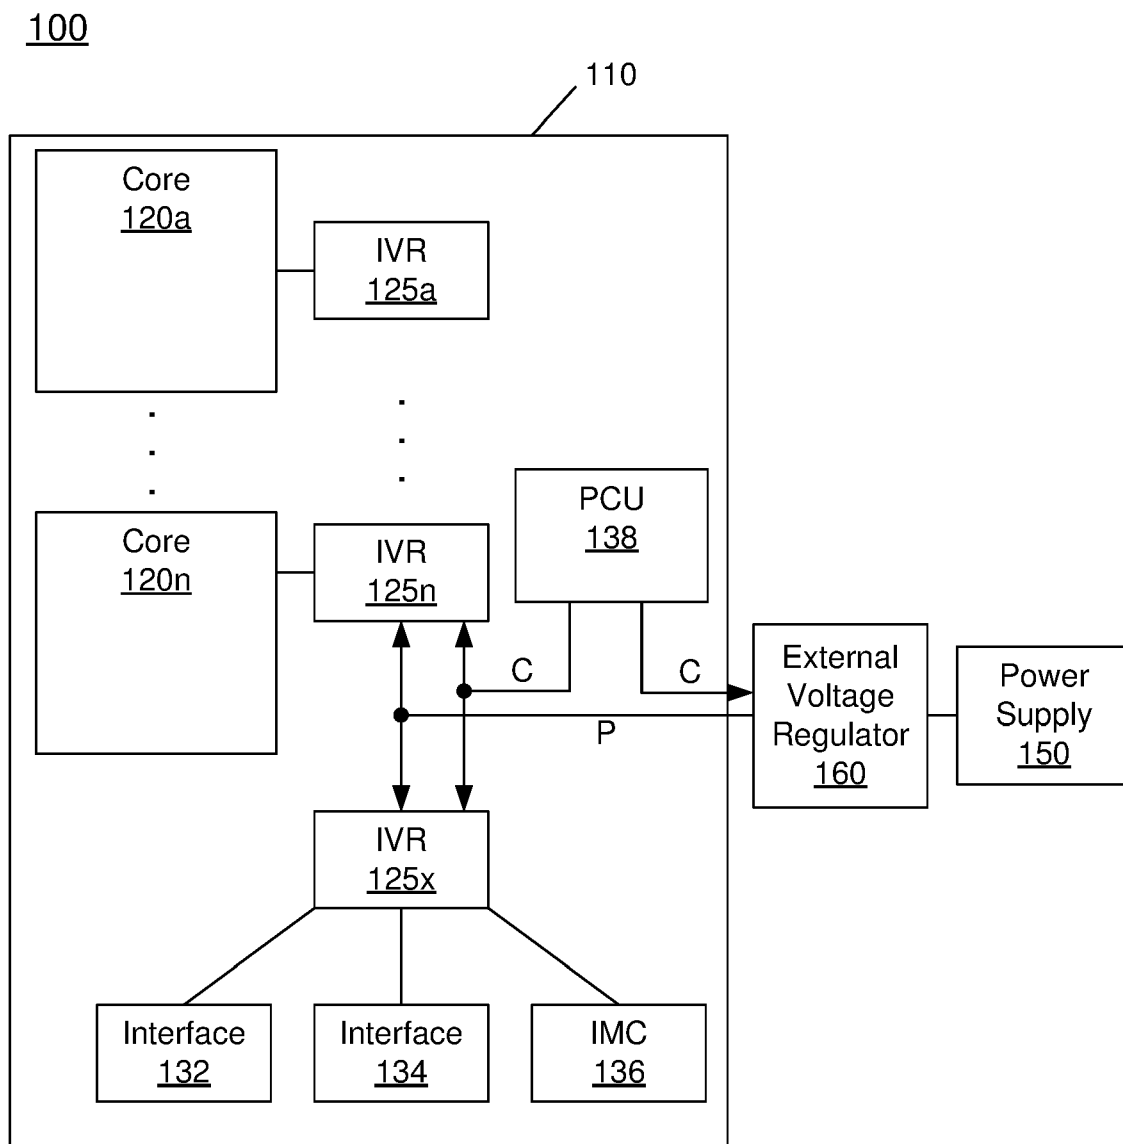 100
110
Core
120a
IVR
125a
Core
120n
IVR
125n
PCU
138
C
C
P
External
Voltage
Regulator
160
Power
Supply
150
IVR
125x
Interface
132
Interface
134
IMC
136